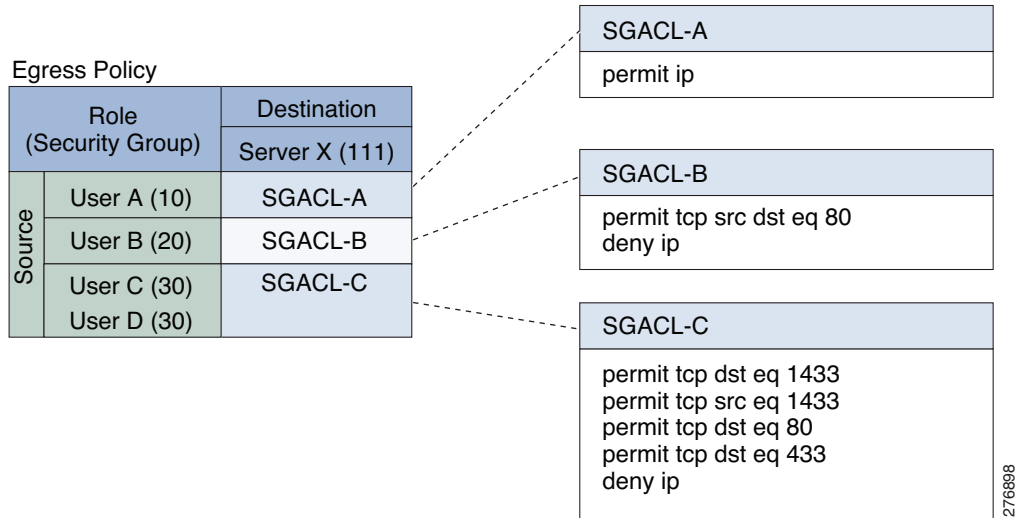 Egress Policy
Role
(Security Group)
Destination
Server X (111)
Source
User A (10)
SGACL-A
User B (20)
SGACL-B
User C (30)
User D (30)
SGACL-C
SGACL-A
permit ip
SGACL-B
permit tcp src dst eq 80
deny ip
SGACL-C
permit tcp dst eq 1433
permit tcp src eq 1433
permit tcp dst eq 80
permit tcp dst eq 433
deny ip
276898